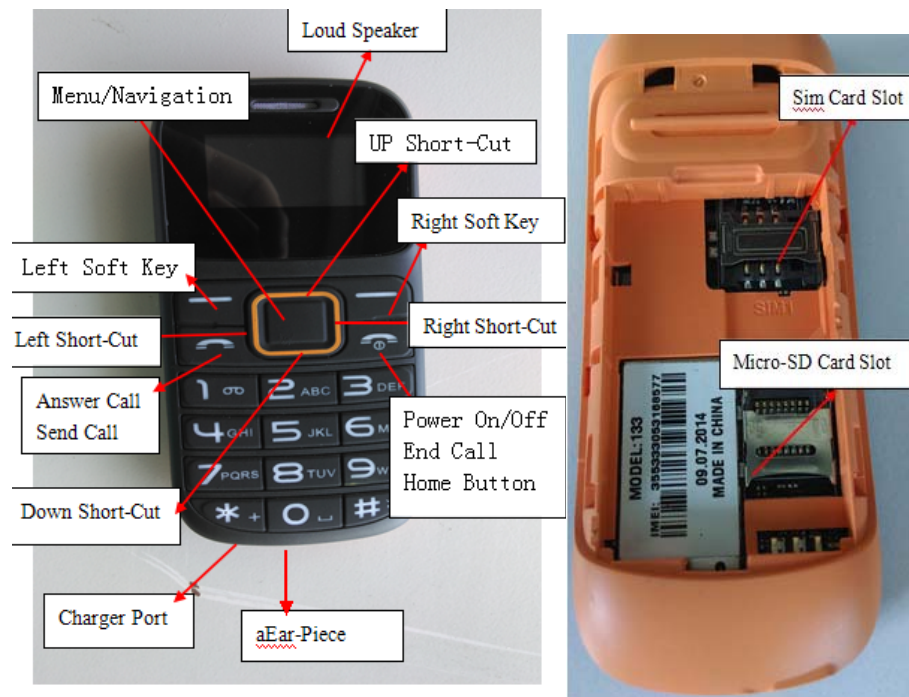 Loud Speaker
Menu/Navigation
UP Short-Cut
Right Soft Key
Left Soft Key
Left Short-Cut
Right Short-Cut
Answer Call
Send Call
Power On/Off
End Call
Home Button
Down Short-Cut
Charger Port
aEar-Piece
1
2 ABC
3 DEF
4 GHI
5 JKL
6 M
7 PQRS
8 TUV
9 W
* +
0
#
Sim Card Slot
SIM1
Micro-SD Card Slot
MODEL:133
IMEI: 355333053168577
09.07.2014
MADE IN CHINA